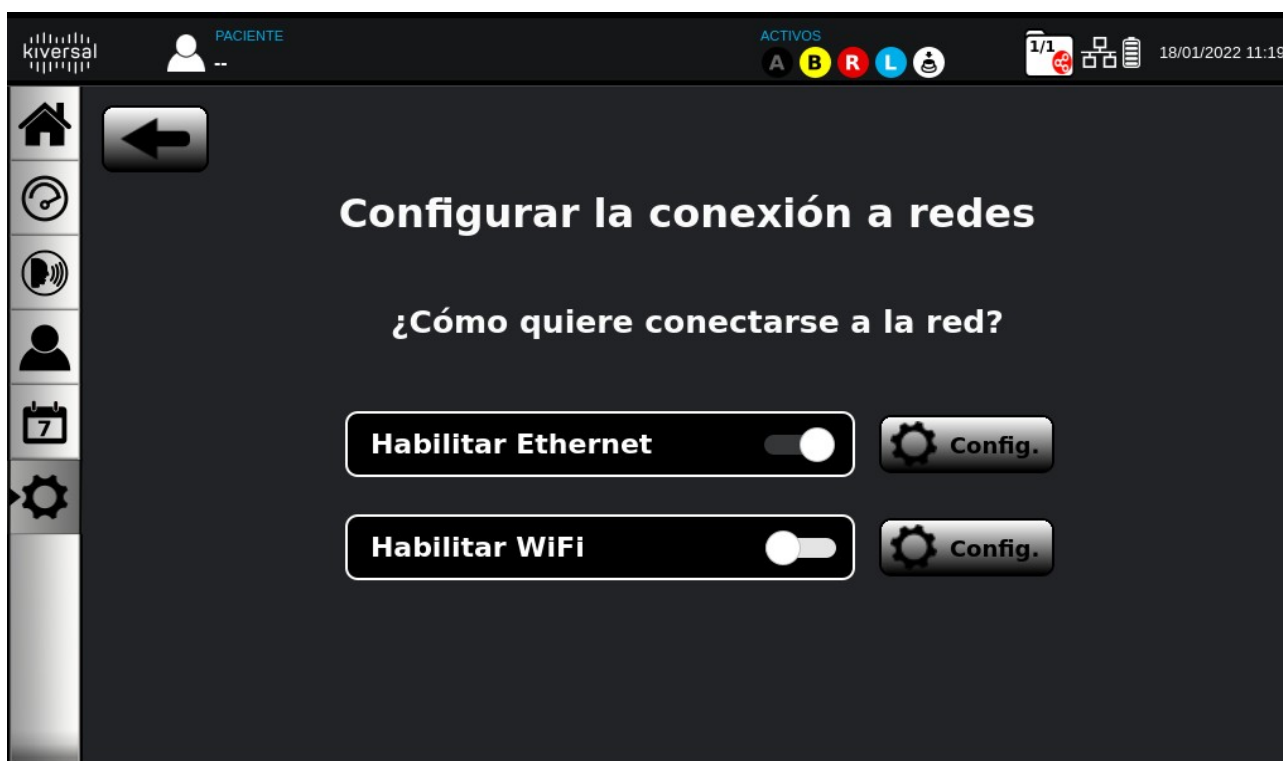 kiversal
PACIENTE
--
ACTIVOS
A B R L
1/1
18/01/2022 11:19
7
Configurar la conexión a redes
¿Cómo quiere conectarse a la red?
Habilitar Ethernet
Config.
Habilitar WiFi
Config.